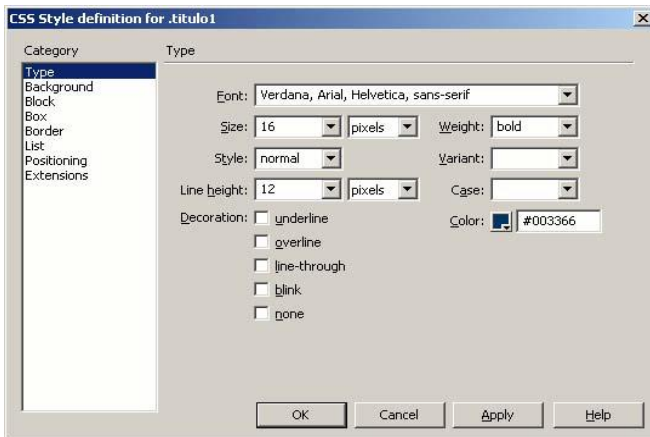 CSS Style definition for .titulo1
Category
Type
Type
Background
Block
Box
Border
List
Positioning
Extensions
Font: Verdana, Arial, Helvetica, sans-serif
Size: 16 pixels Weight: bold
Style: normal Variant:
Line height: 12 pixels Case:
Decoration: underline Color: #003366
overline
line-through
blink
none
OK Cancel Apply Help